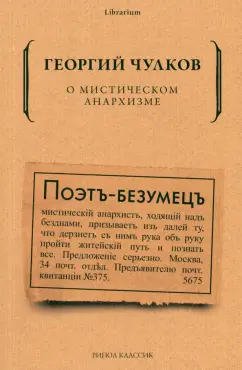 Librarium
ГЕОРГИЙ ЧУЛКОВ
О МИСТИЧЕСКОМ
АНАРХИЗМЕ
Поэтъ-безумецъ
мистическій анархистъ, ходящій надъ
безднами, призываетъ изъ далей ту,
что дерзнетъ съ нимъ рука объ руку
пройти житейскій путь и познать
все. Предложеніе серьезно. Москва,
34 почт. отдѣл. Предъявителю почт.
квитанціи №375. 5675
РИПОЛ КЛАССИК